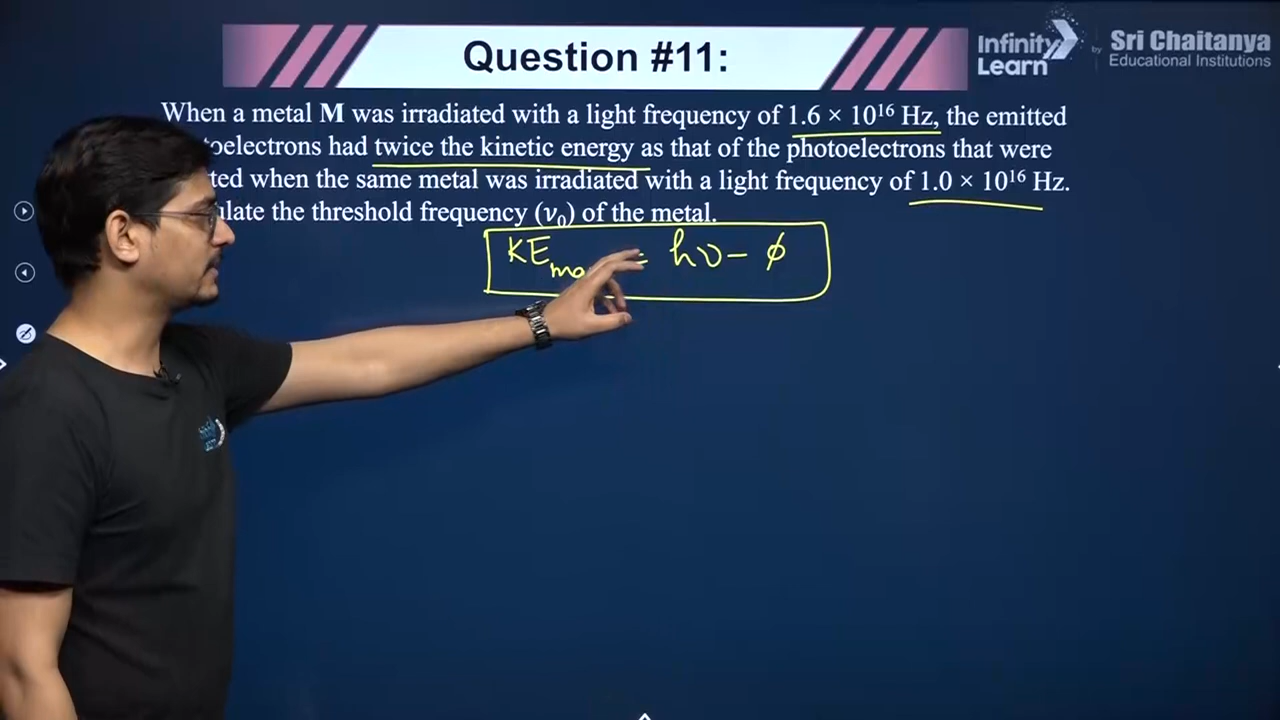 Question #11:
Infinity Learn by Sri Chaitanya Educational Institutions
When a metal M was irradiated with a light frequency of 1.6 × 10¹⁶ Hz, the emitted
had twice the kinetic energy as that of the photoelectrons that were
when the same metal was irradiated with a light frequency of 1.0 × 10¹⁶ Hz.
the threshold frequency (ν₀) of the metal.
KE = hν – ϕ